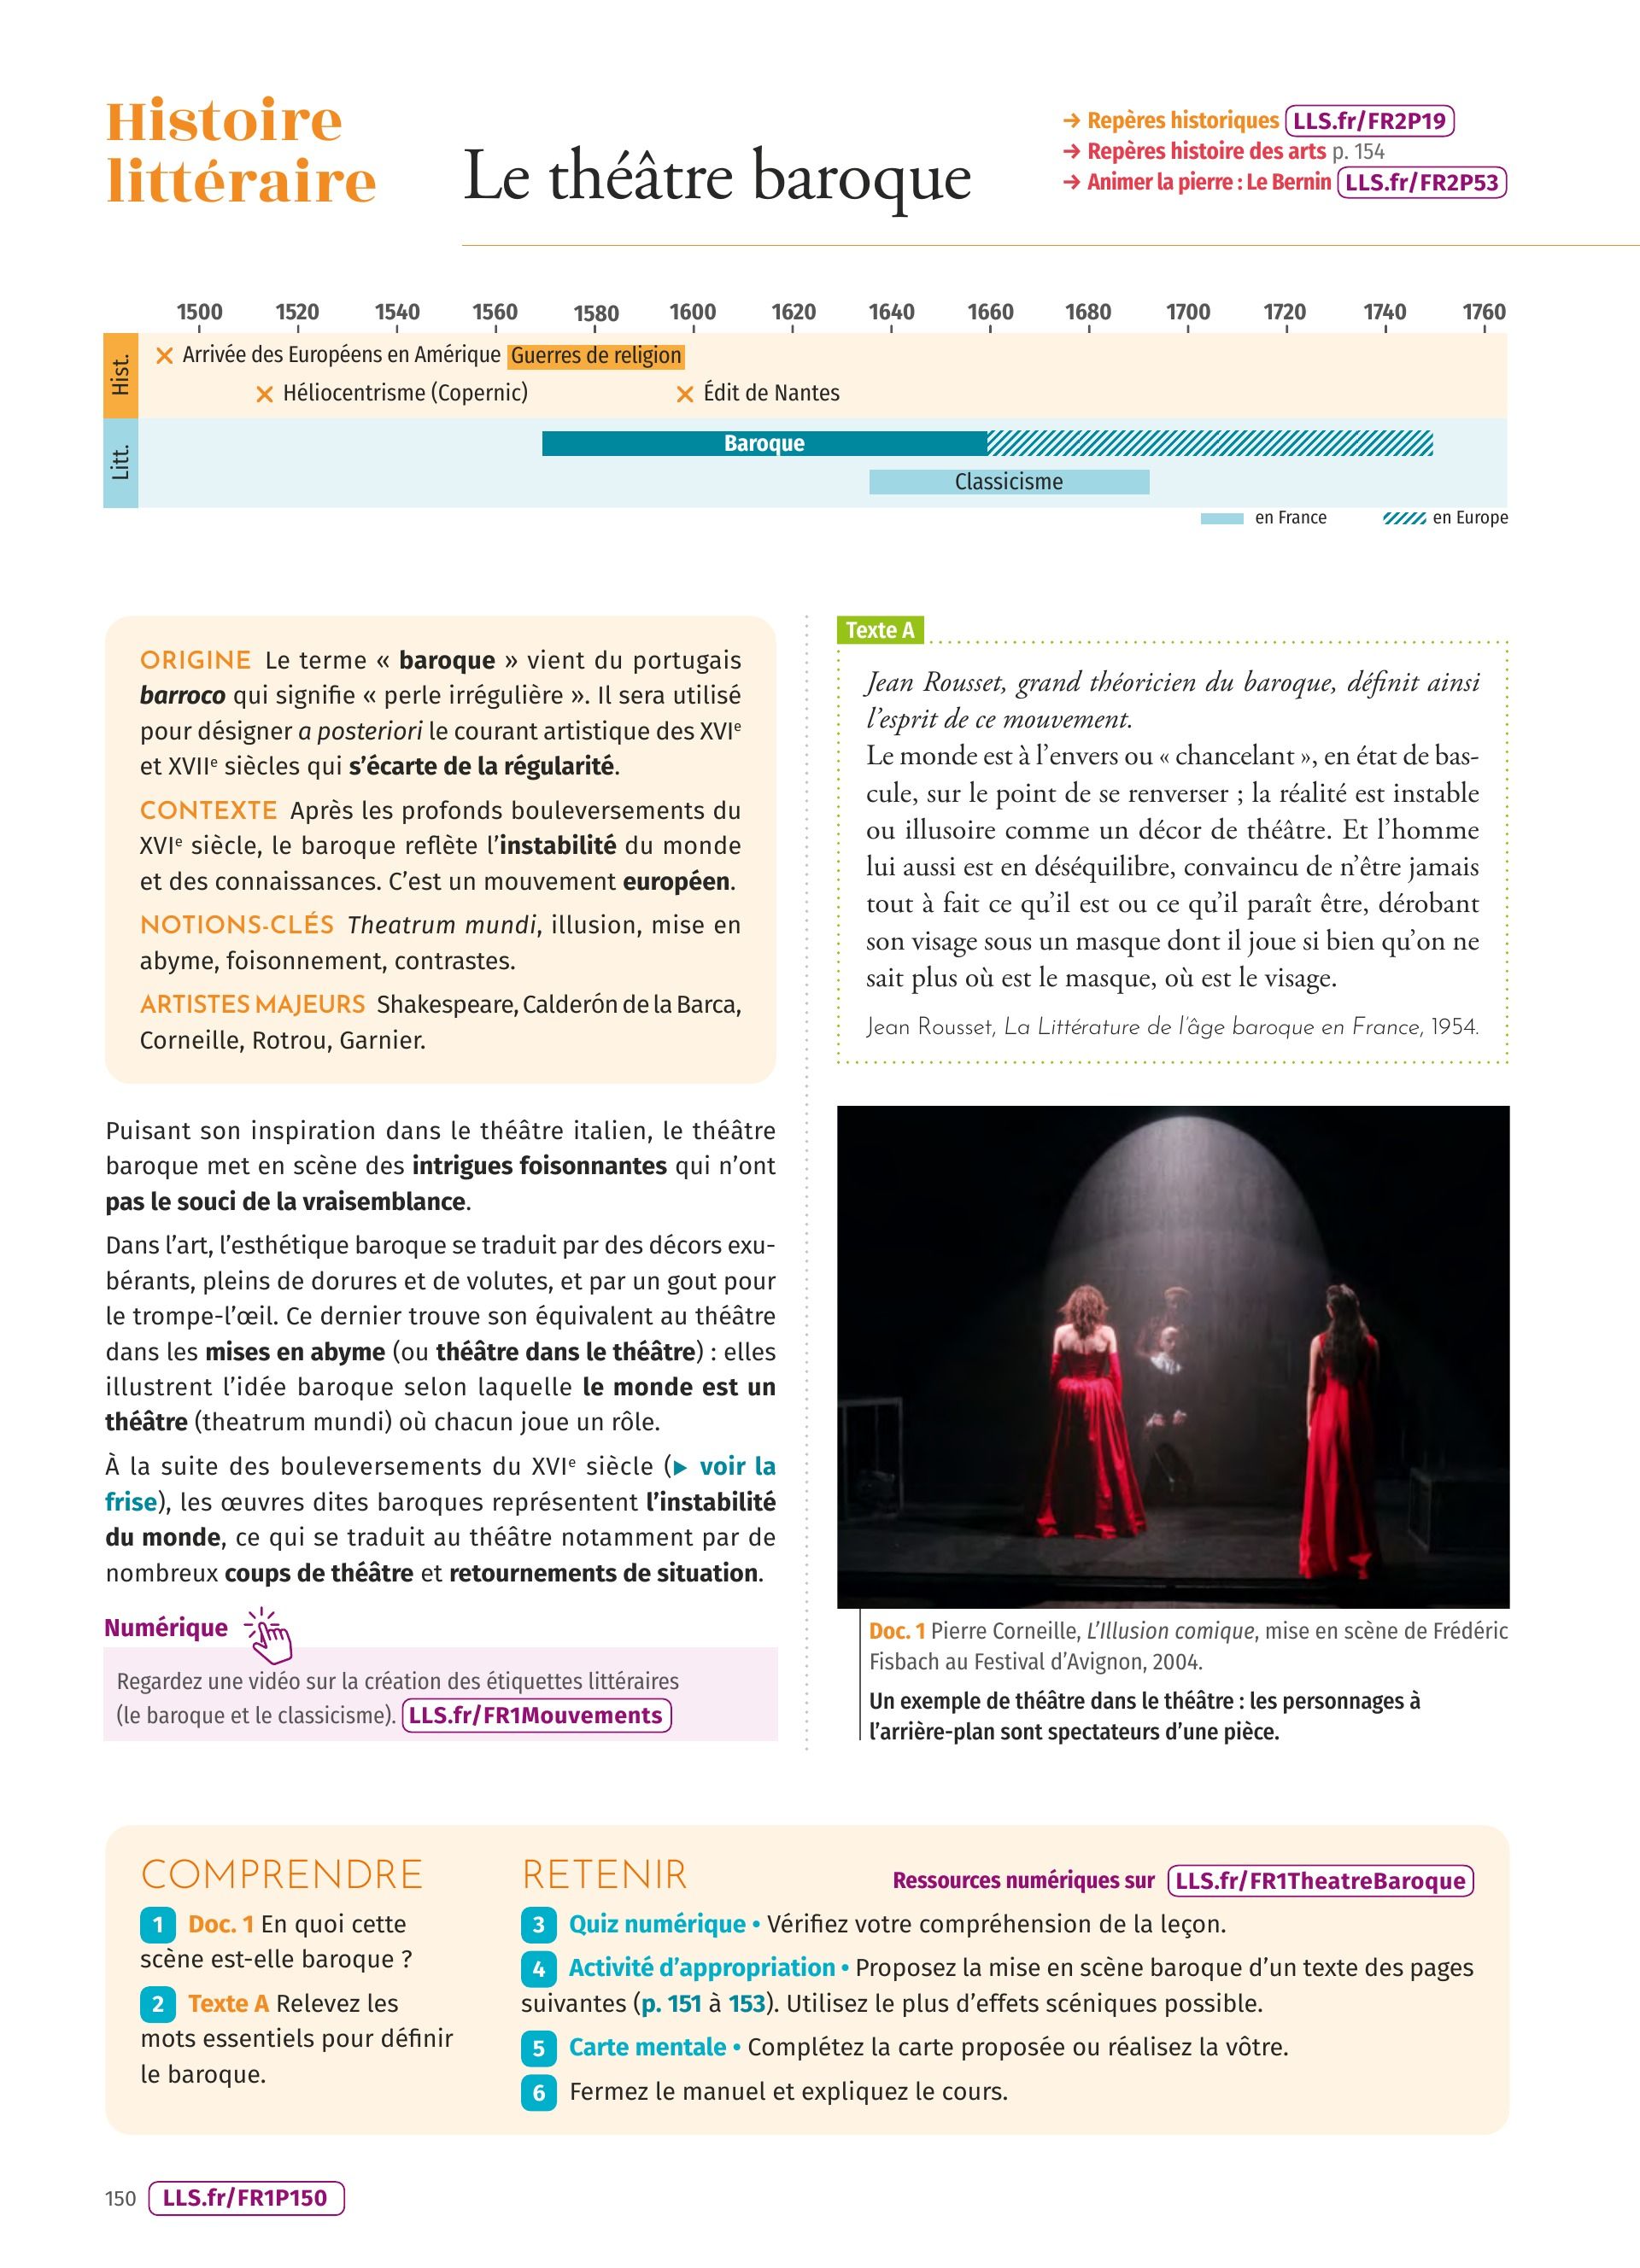 Histoire
littéraire
Le théâtre baroque
→ Repères historiques LLS.fr/FR2P19
→ Repères histoire des arts p. 154
→ Animer la pierre : Le Bernin LLS.fr/FR2P53
1500 1520 1540 1560 1580 1600 1620 1640 1660 1680 1700 1720 1740 1760
Hist.
Arrivée des Européens en Amérique Guerres de religion
Héliocentrisme (Copernic) Édit de Nantes
Litt.
Baroque
Classicisme
en France en Europe
ORIGINE Le terme « baroque » vient du portugais
barroco qui signifie « perle irrégulière ». Il sera utilisé
pour désigner a posteriori le courant artistique des XVIe
et XVIIe siècles qui s'écarte de la régularité.
CONTEXTE Après les profonds bouleversements du
XVIe siècle, le baroque reflète l'instabilité du monde
et des connaissances. C'est un mouvement européen.
NOTIONS-CLÉS Theatrum mundi, illusion, mise en
abyme, foisonnement, contrastes.
ARTISTES MAJEURS Shakespeare, Calderón de la Barca,
Corneille, Rotrou, Garnier.
Puisant son inspiration dans le théâtre italien, le théâtre
baroque met en scène des intrigues foisonnantes qui n'ont
pas le souci de la vraisemblance.
Dans l'art, l'esthétique baroque se traduit par des décors exu-
bérants, pleins de dorures et de volutes, et par un gout pour
le trompe-l'œil. Ce dernier trouve son équivalent au théâtre
dans les mises en abyme (ou théâtre dans le théâtre) : elles
illustrent l'idée baroque selon laquelle le monde est un
théâtre (theatrum mundi) où chacun joue un rôle.
À la suite des bouleversements du XVIe siècle (▶ voir la
frise), les œuvres dites baroques représentent l'instabilité
du monde, ce qui se traduit au théâtre notamment par de
nombreux coups de théâtre et retournements de situation.
Numérique
Regardez une vidéo sur la création des étiquettes littéraires
(le baroque et le classicisme). LLS.fr/FR1Mouvements
Texte A
Jean Rousset, grand théoricien du baroque, définit ainsi
l'esprit de ce mouvement.
Le monde est à l'envers ou « chancelant », en état de bas-
cule, sur le point de se renverser ; la réalité est instable
ou illusoire comme un décor de théâtre. Et l'homme
lui aussi est en déséquilibre, convaincu de n'être jamais
tout à fait ce qu'il est ou ce qu'il paraît être, dérobant
son visage sous un masque dont il joue si bien qu'on ne
sait plus où est le masque, où est le visage.
Jean Rousset, La Littérature de l'âge baroque en France, 1954.
Doc. 1 Pierre Corneille, L'Illusion comique, mise en scène de Frédéric
Fisbach au Festival d'Avignon, 2004.
Un exemple de théâtre dans le théâtre : les personnages à
l'arrière-plan sont spectateurs d'une pièce.
COMPRENDRE
1 Doc. 1 En quoi cette
scène est-elle baroque ?
2 Texte A Relevez les
mots essentiels pour définir
le baroque.
RETENIR
Ressources numériques sur LLS.fr/FR1TheatreBaroque
3 Quiz numérique • Vérifiez votre compréhension de la leçon.
4 Activité d'appropriation • Proposez la mise en scène baroque d'un texte des pages
suivantes (p. 151 à 153). Utilisez le plus d'effets scéniques possible.
5 Carte mentale • Complétez la carte proposée ou réalisez la vôtre.
6 Fermez le manuel et expliquez le cours.
150 LLS.fr/FR1P150